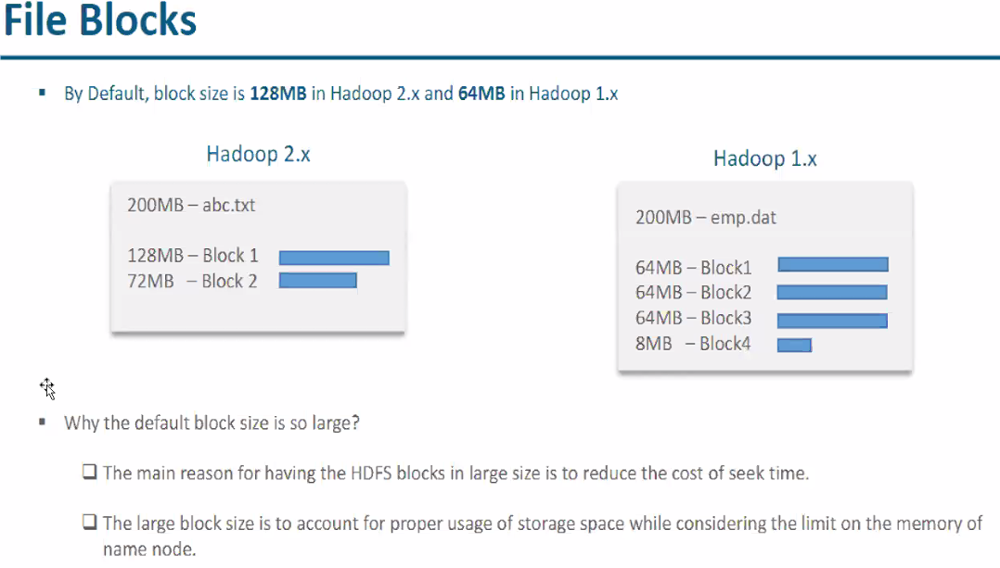 File Blocks
▪ By Default, block size is 128MB in Hadoop 2.x and 64MB in Hadoop 1.x
Hadoop 2.x
200MB – abc.txt
128MB – Block 1
72MB – Block 2
Hadoop 1.x
200MB – emp.dat
64MB – Block1
64MB – Block2
64MB – Block3
8MB – Block4
▪ Why the default block size is so large?
❑ The main reason for having the HDFS blocks in large size is to reduce the cost of seek time.
❑ The large block size is to account for proper usage of storage space while considering the limit on the memory of
name node.